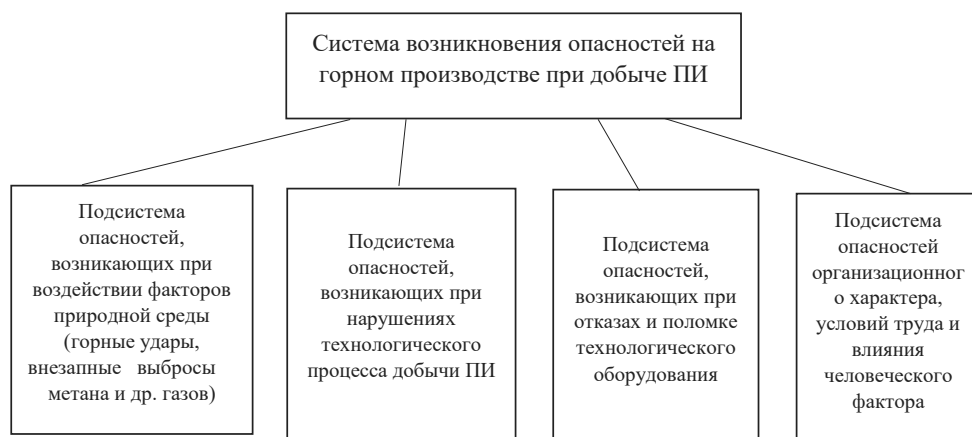 Система возникновения опасностей на
горном производстве при добыче ПИ
Подсистема
опасностей,
возникающих при
воздействии факторов
природной среды
(горные удары,
внезапные выбросы
метана и др. газов)
Подсистема
опасностей,
возникающих при
нарушениях
технологического
процесса добычи ПИ
Подсистема
опасностей,
возникающих при
отказах и поломке
технологического
оборудования
Подсистема
опасностей
организационног
о характера,
условий труда и
влияния
человеческого
фактора